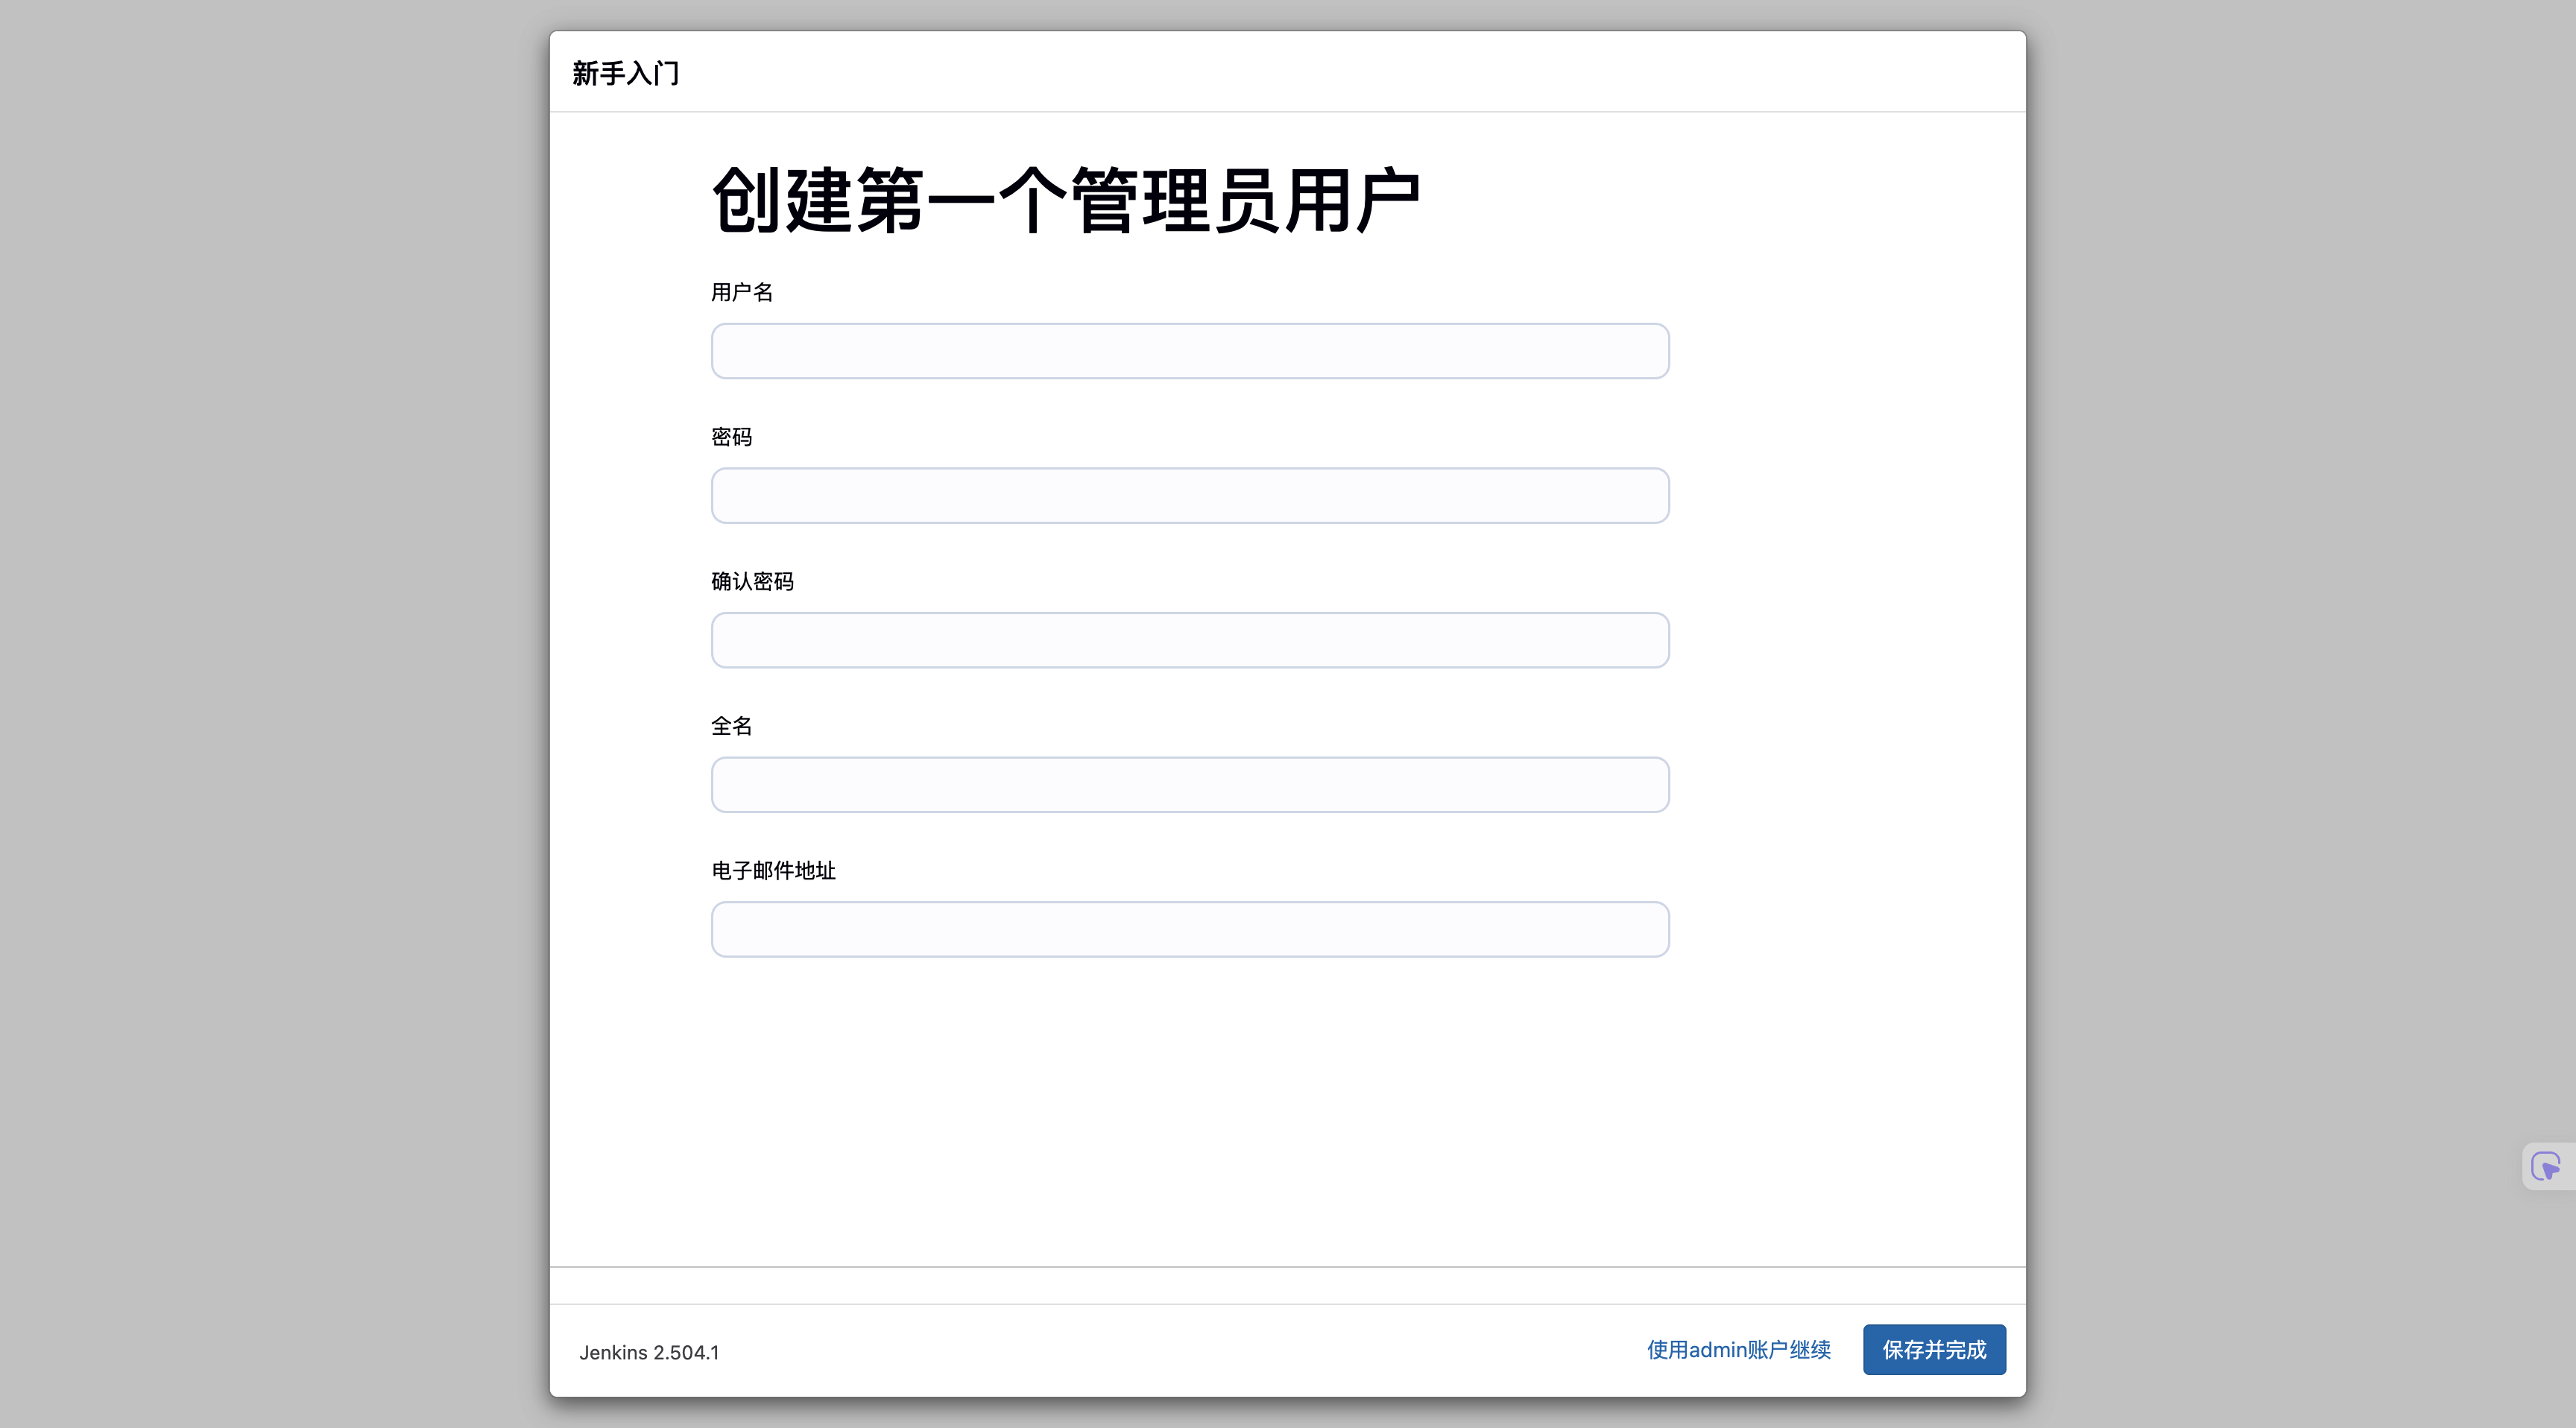 新手入门
创建第一个管理员用户
用户名
密码
确认密码
全名
电子邮件地址
Jenkins 2.504.1
使用admin账户继续
保存并完成